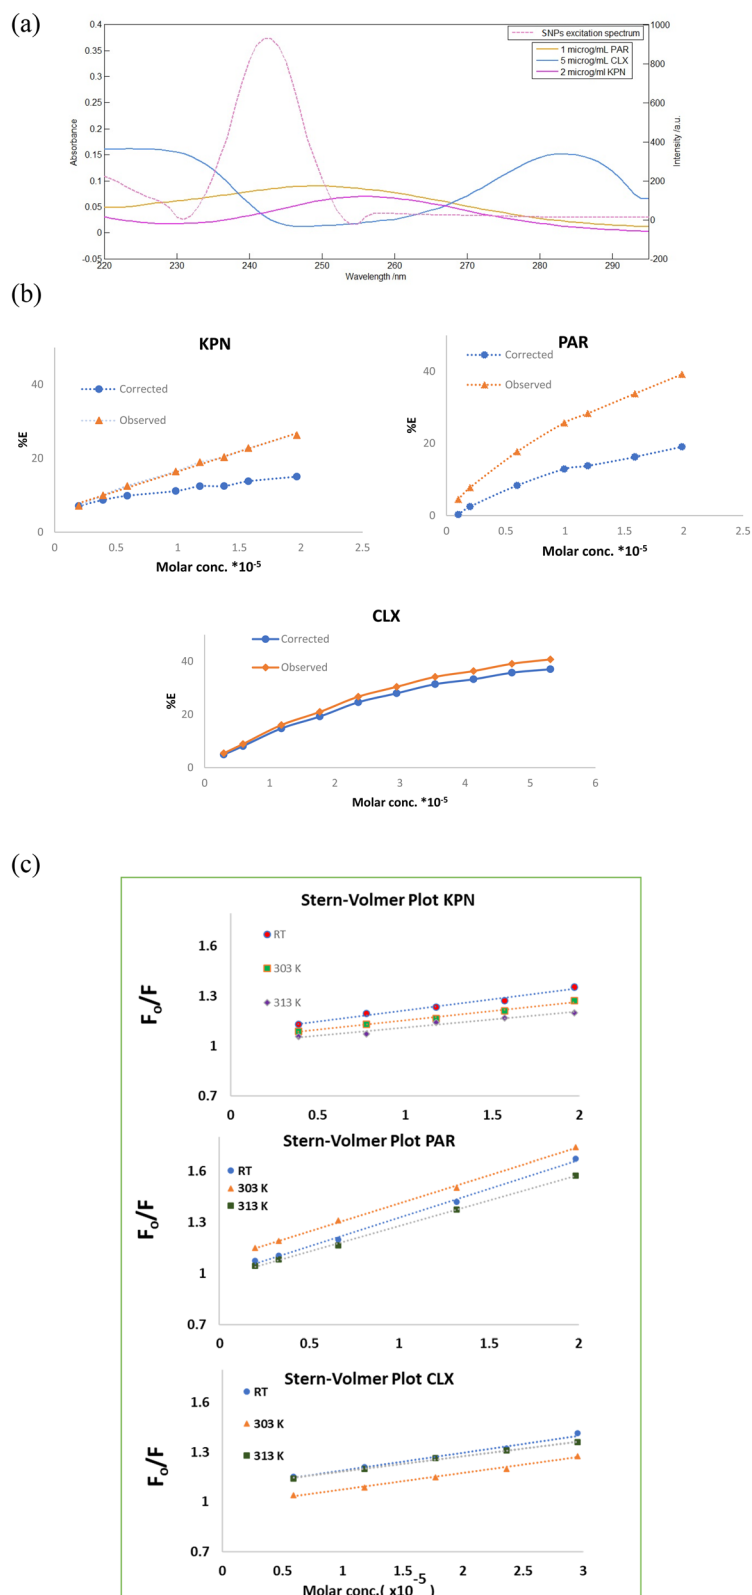 (a)
SNPs excitation spectrum
1 microg/mL PAR
5 microg/mL CLX
2 microg/ml KPN
0.4
0.35
0.3
0.25
0.2
0.15
0.1
0.05
0
-0.05
Absorbance
1000
800
600
400
200
0
-200
Intensity /a.u.
220 230 240 250 260 270 280 290
Wavelength /nm
(b)
KPN
Corrected
Observed
%E
40
20
0
0 0.5 1 1.5 2 2.5
Molar conc. *10-5
PAR
Corrected
Observed
%E
40
20
0
0 0.5 1 1.5 2 2.5
Molar conc. *10-5
CLX
Corrected
Observed
%E
40
20
0
0 1 2 3 4 5 6
Molar conc. *10-5
(c)
Stern-Volmer Plot KPN
RT
303 K
313 K
Fo/F
1.6
1.3
1
0.7
0 0.5 1 1.5 2
Stern-Volmer Plot PAR
RT
303 K
313 K
Fo/F
1.6
1.3
1
0.7
0 0.5 1 1.5 2
Stern-Volmer Plot CLX
RT
303 K
313 K
Fo/F
1.6
1.3
1
0.7
0 0.5 1 1.5 2 2.5 3
Molar conc.( x10-5)